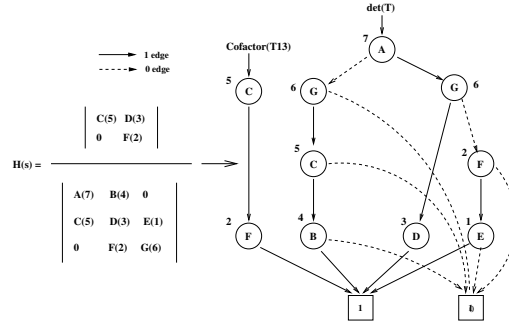 det(T)
7
A
1 edge
0 edge
Cofactor(T13)
5
C
6
G
G
6
C(5) D(3)
0 F(2)
H(s) =
A(7) B(4) 0
C(5) D(3) E(1)
0 F(2) G(6)
5
C
2
F
2
F
4
B
3
D
1
E
1